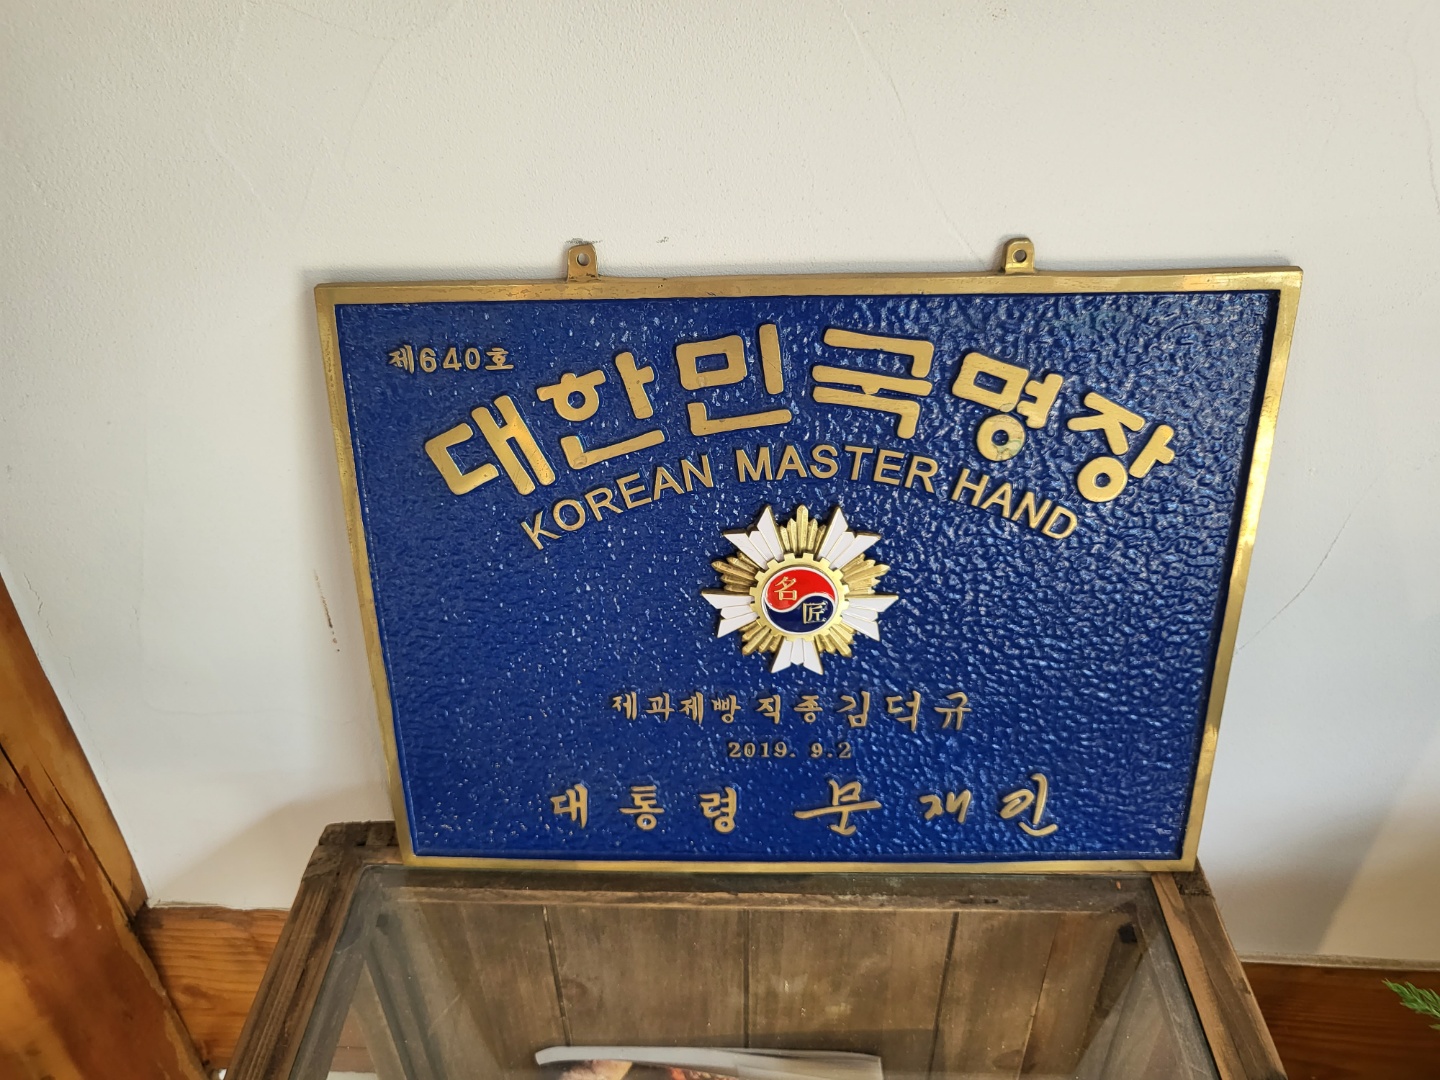 제640호
대한민국명장
KOREAN MASTER HAND
名
匠
제과제빵 직종 김덕규
2019. 9.2
대통령 문재인